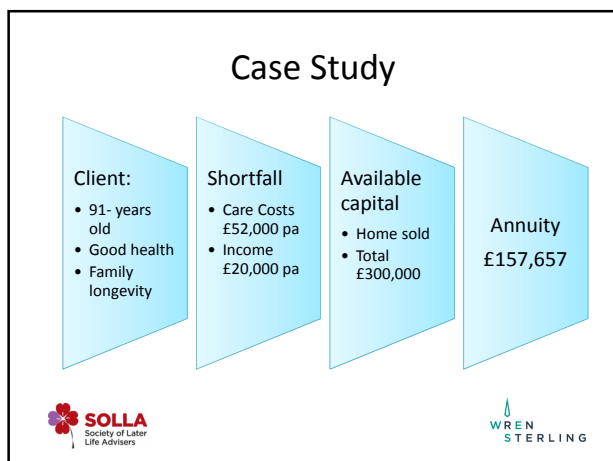 Case Study
Client:
• 91- years
old
• Good health
• Family
longevity
Shortfall
• Care Costs
£52,000 pa
• Income
£20,000 pa
Available
capital
• Home sold
• Total
£300,000
Annuity
£157,657
SOLLA
Society of Later
Life Advisers
WREN
STERLING